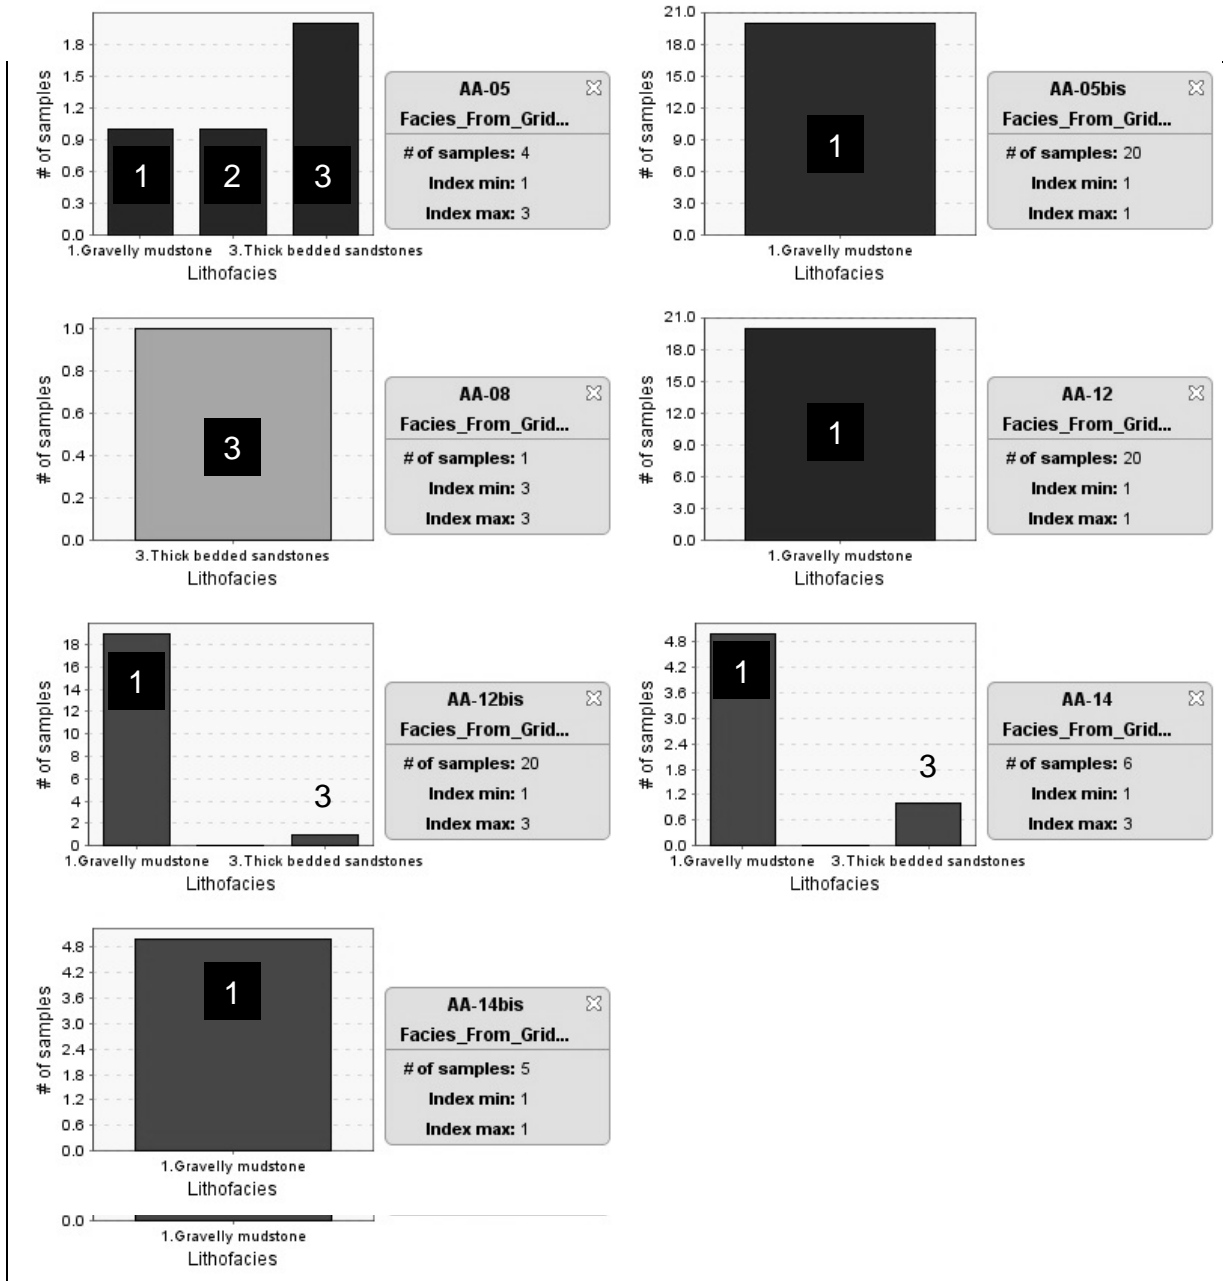 # of samples
1.8
1.5
1.2
0.9
0.6
0.3
0.0
1
2
3
1.Gravelly mudstone 3.Thick bedded sandstones
Lithofacies
AA-05
Facies_From_Grid...
# of samples: 4
Index min: 1
Index max: 3
# of samples
21.0
18.0
15.0
12.0
9.0
6.0
3.0
0.0
1
1.Gravelly mudstone
Lithofacies
AA-05bis
Facies_From_Grid...
# of samples: 20
Index min: 1
Index max: 1
# of samples
1.0
0.8
0.6
0.4
0.2
0.0
3
3.Thick bedded sandstones
Lithofacies
AA-08
Facies_From_Grid...
# of samples: 1
Index min: 3
Index max: 3
# of samples
21.0
18.0
15.0
12.0
9.0
6.0
3.0
0.0
1
1.Gravelly mudstone
Lithofacies
AA-12
Facies_From_Grid...
# of samples: 20
Index min: 1
Index max: 1
# of samples
18
16
14
12
10
8
6
4
2
0
1
3
1.Gravelly mudstone 3.Thick bedded sandstones
Lithofacies
AA-12bis
Facies_From_Grid...
# of samples: 20
Index min: 1
Index max: 3
# of samples
4.8
4.2
3.6
3.0
2.4
1.8
1.2
0.6
0.0
1
3
1.Gravelly mudstone 3.Thick bedded sandstones
Lithofacies
AA-14
Facies_From_Grid...
# of samples: 6
Index min: 1
Index max: 3
# of samples
4.8
4.2
3.6
3.0
2.4
1.8
1.2
0.6
0.0
1
1.Gravelly mudstone
Lithofacies
AA-14bis
Facies_From_Grid...
# of samples: 5
Index min: 1
Index max: 1
0.0
1.Gravelly mudstone
Lithofacies